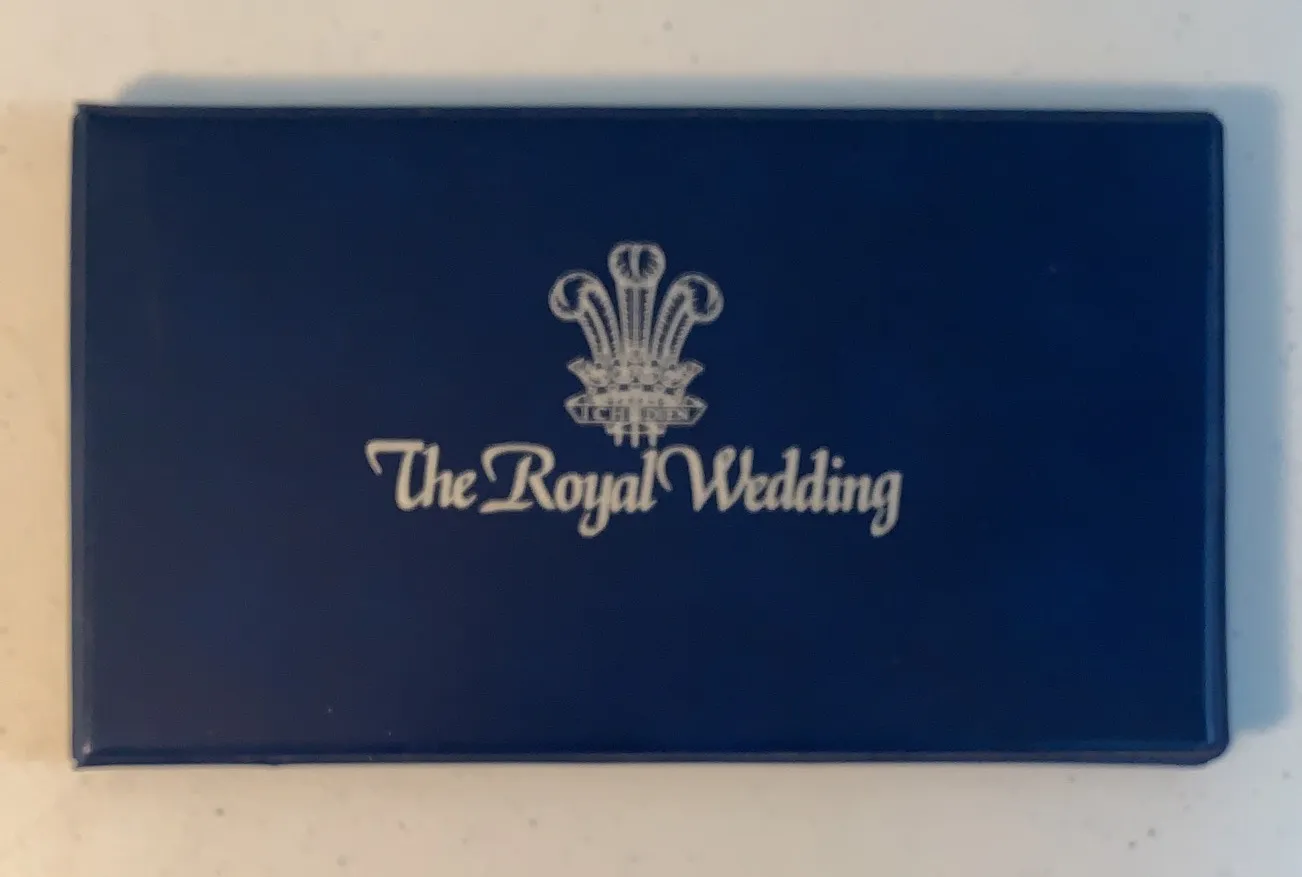 ICH DIEN
The Royal Wedding